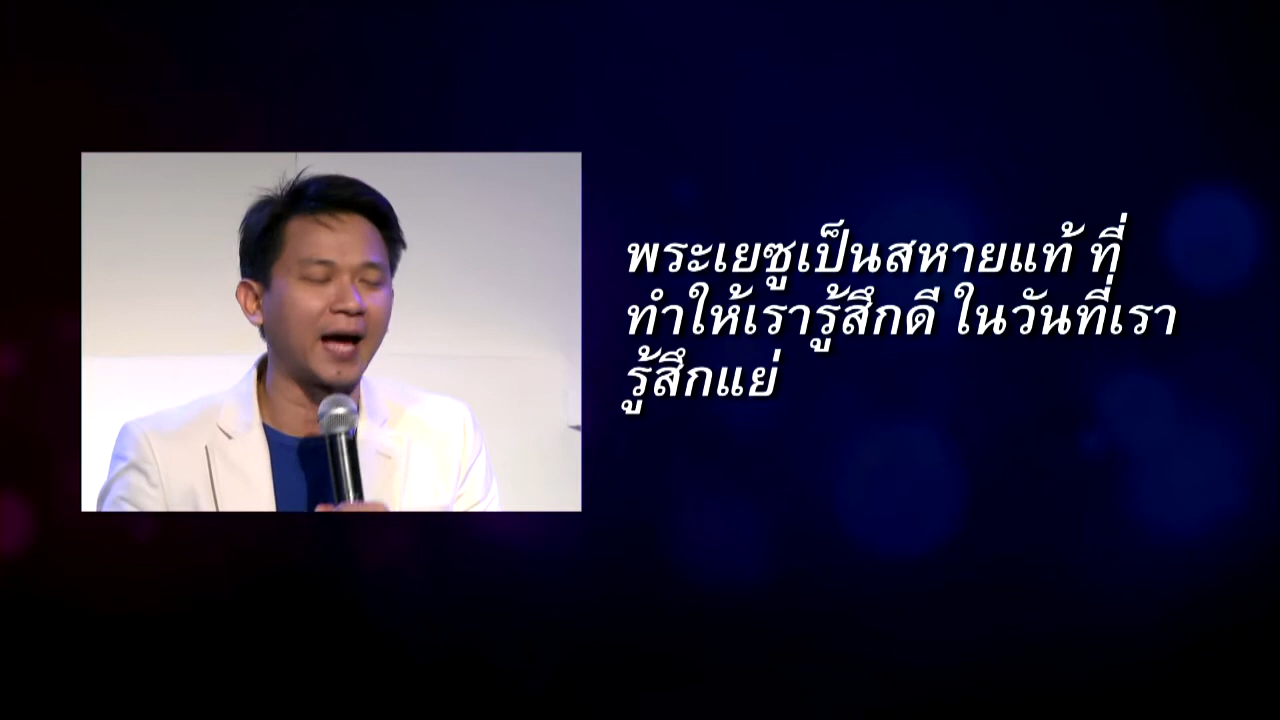 พระเยซูเป็นสหายแท้ ที่
ทำให้เรารู้สึกดี ในวันที่เรา
รู้สึกแย่